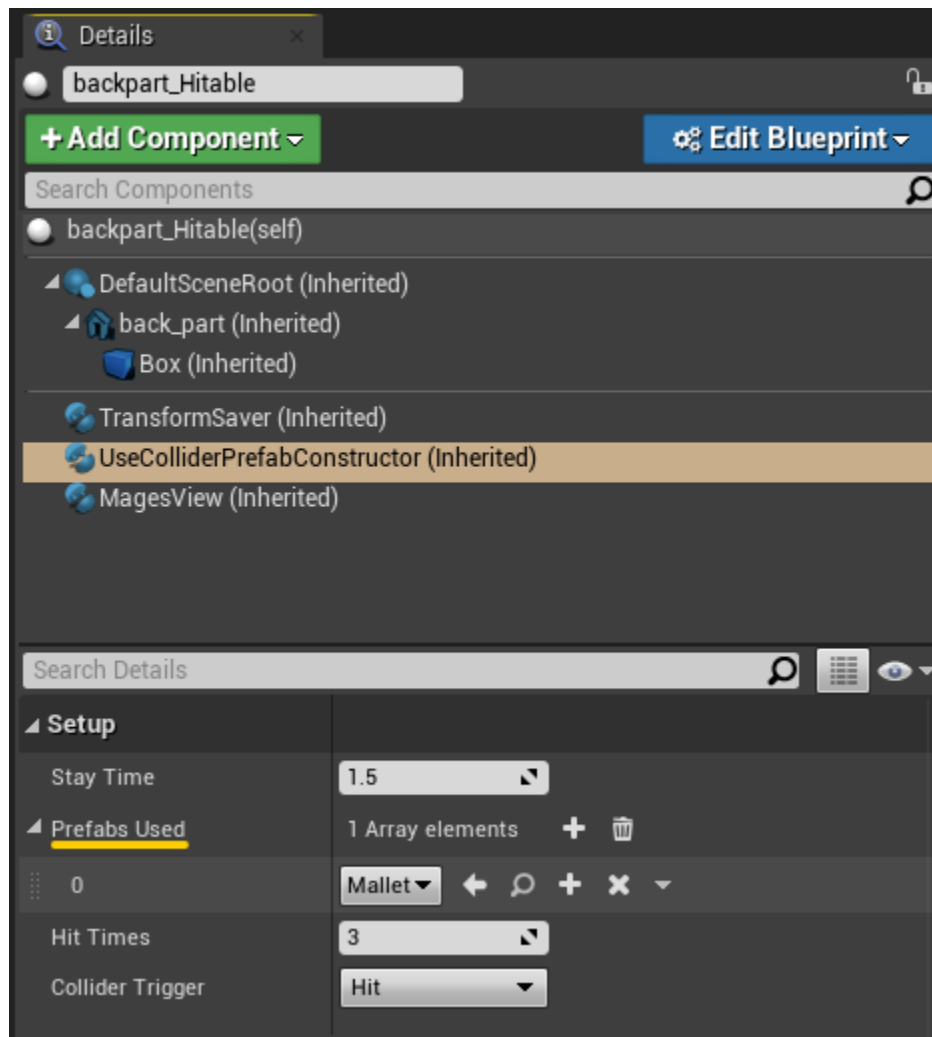 Details
backpart_Hitable
+ Add Component
Edit Blueprint
Search Components
backpart_Hitable(self)
DefaultSceneRoot (Inherited)
back_part (Inherited)
Box (Inherited)
TransformSaver (Inherited)
UseColliderPrefabConstructor (Inherited)
MagesView (Inherited)
Search Details
Setup
Stay Time 1.5
Prefabs Used 1 Array elements
0 Mallet
Hit Times 3
Collider Trigger Hit